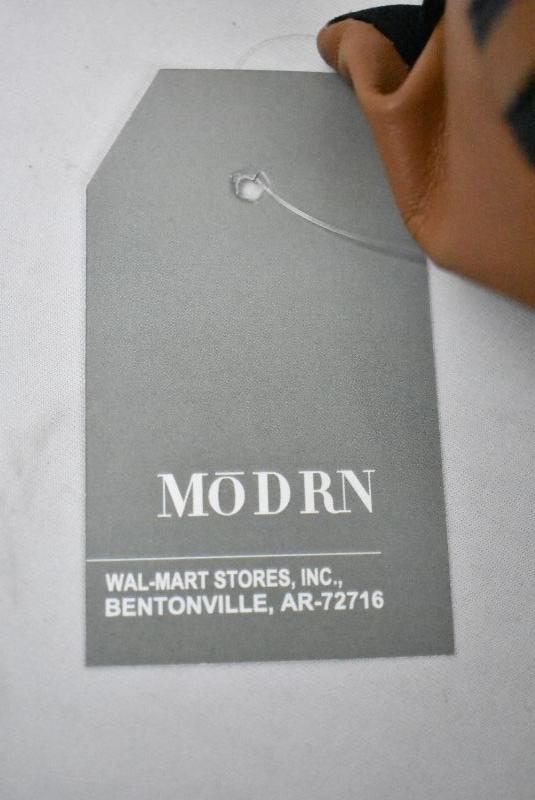 MōDRN
WAL-MART STORES, INC.,
BENTONVILLE, AR-72716